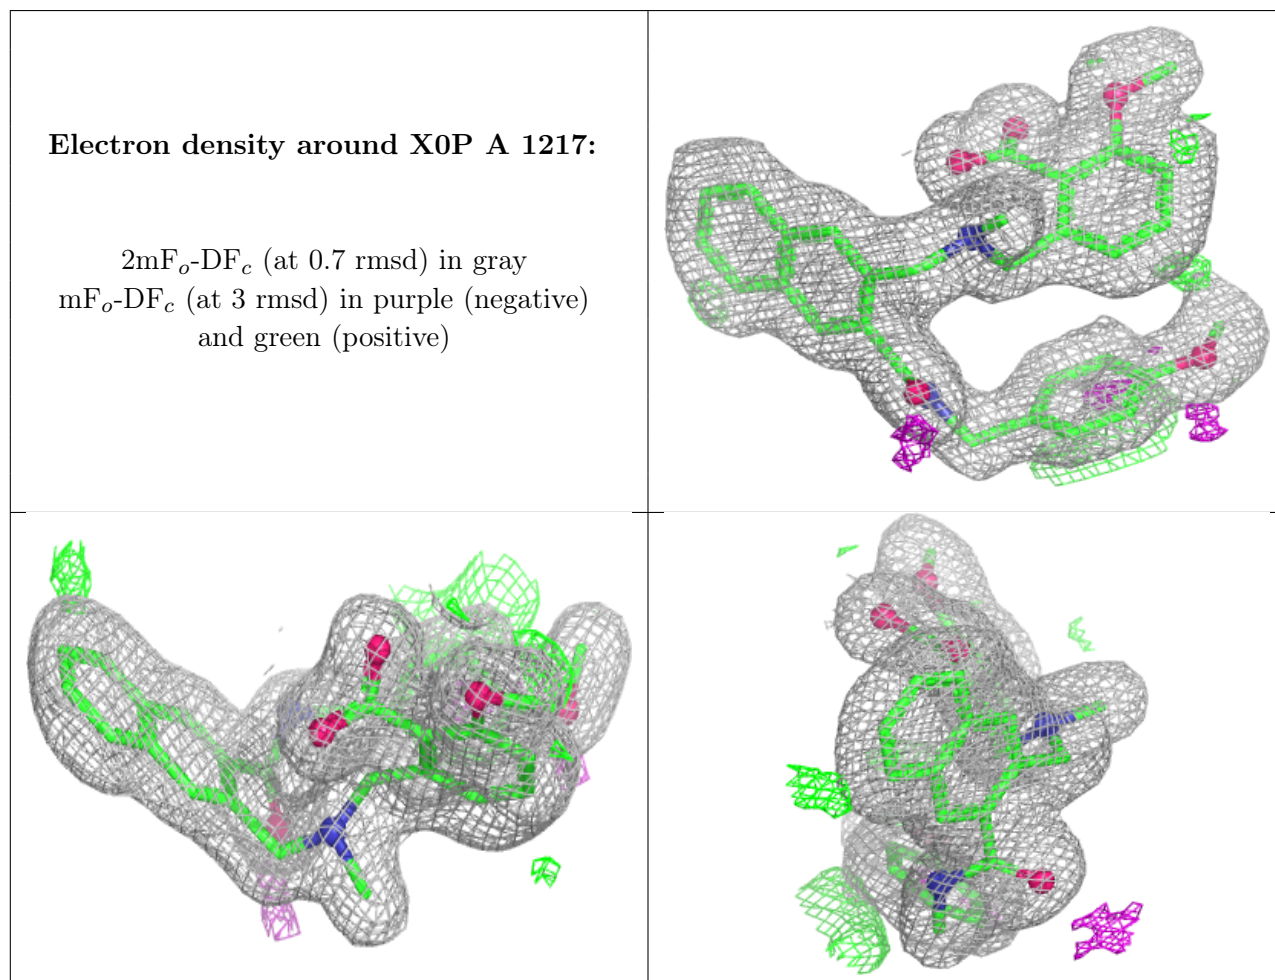 Electron density around X0P A 1217:
2mFo-DFc (at 0.7 rmsd) in gray
mFo-DFc (at 3 rmsd) in purple (negative)
and green (positive)